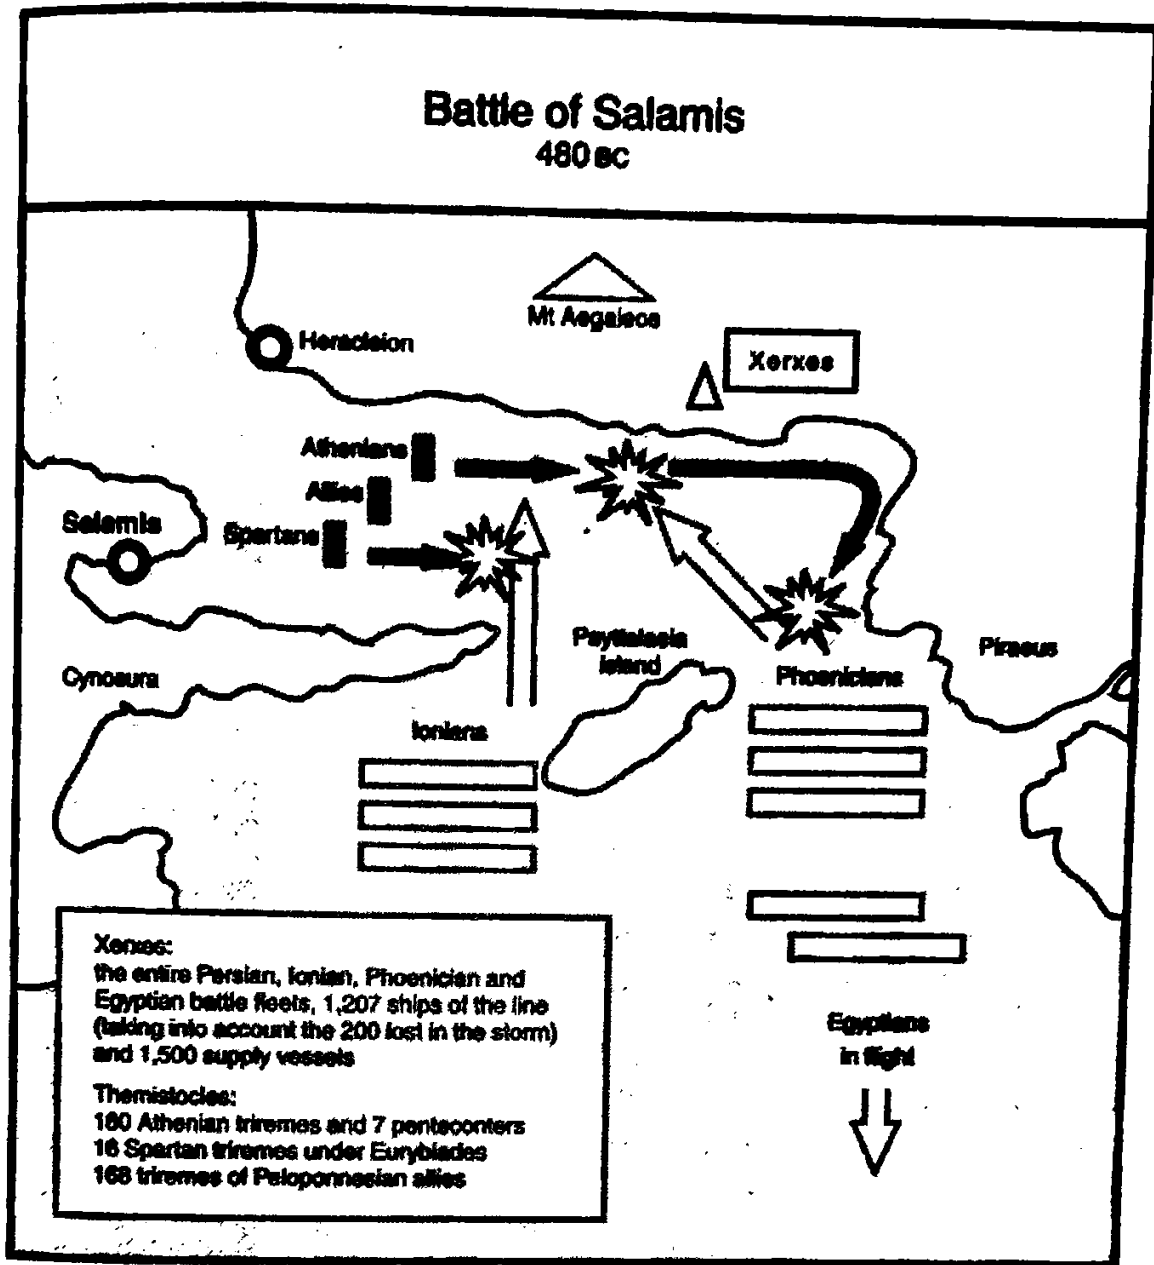 Battle of Salamis
480 BC
Mt Aegaleos
Heracleion
Xerxes
Athenians
Allies
Salamis
Spartans
Psyttaleia
island
Piraeus
Cynosura
Phoenicians
Ionians
Xerxes:
the entire Persian, Ionian, Phoenician and
Egyptian battle fleets, 1,207 ships of the line
(taking into account the 200 lost in the storm)
and 1,500 supply vessels
Egyptians
in flight
Themistocles:
180 Athenian triremes and 7 penteconters
16 Spartan triremes under Eurybiades
168 triremes of Peloponnesian allies